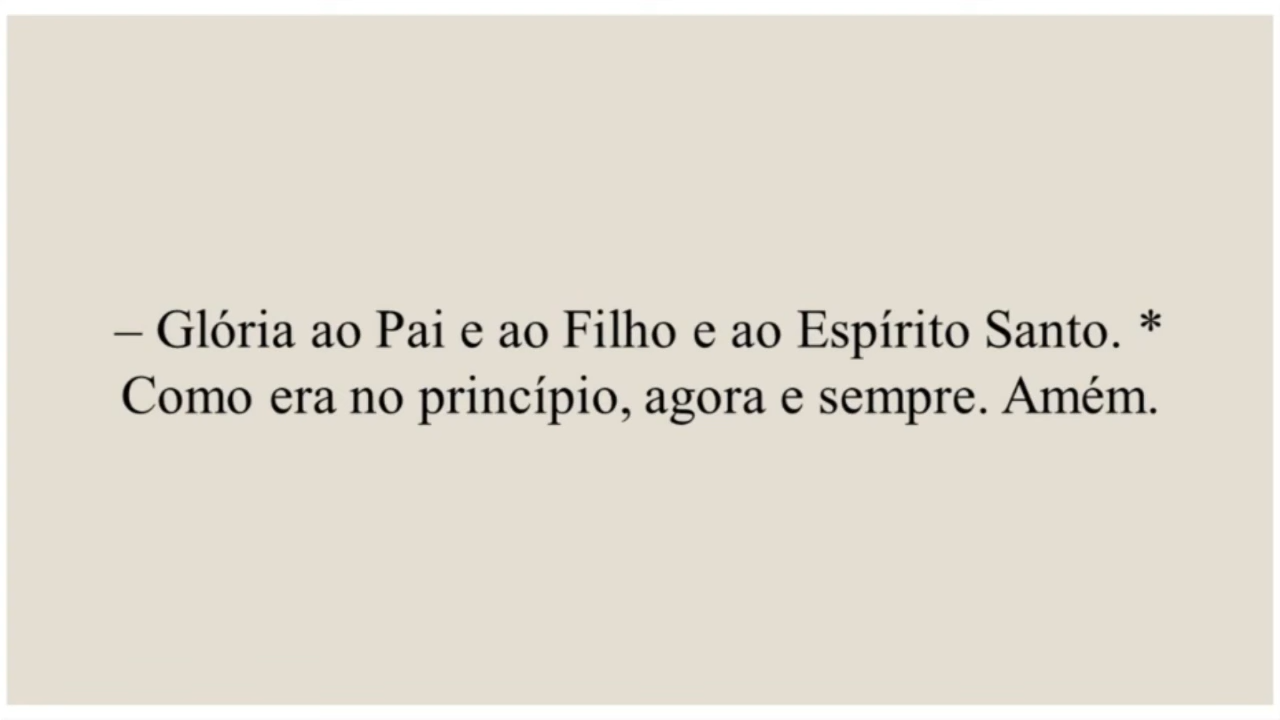 – Glória ao Pai e ao Filho e ao Espírito Santo. *
Como era no princípio, agora e sempre. Amém.